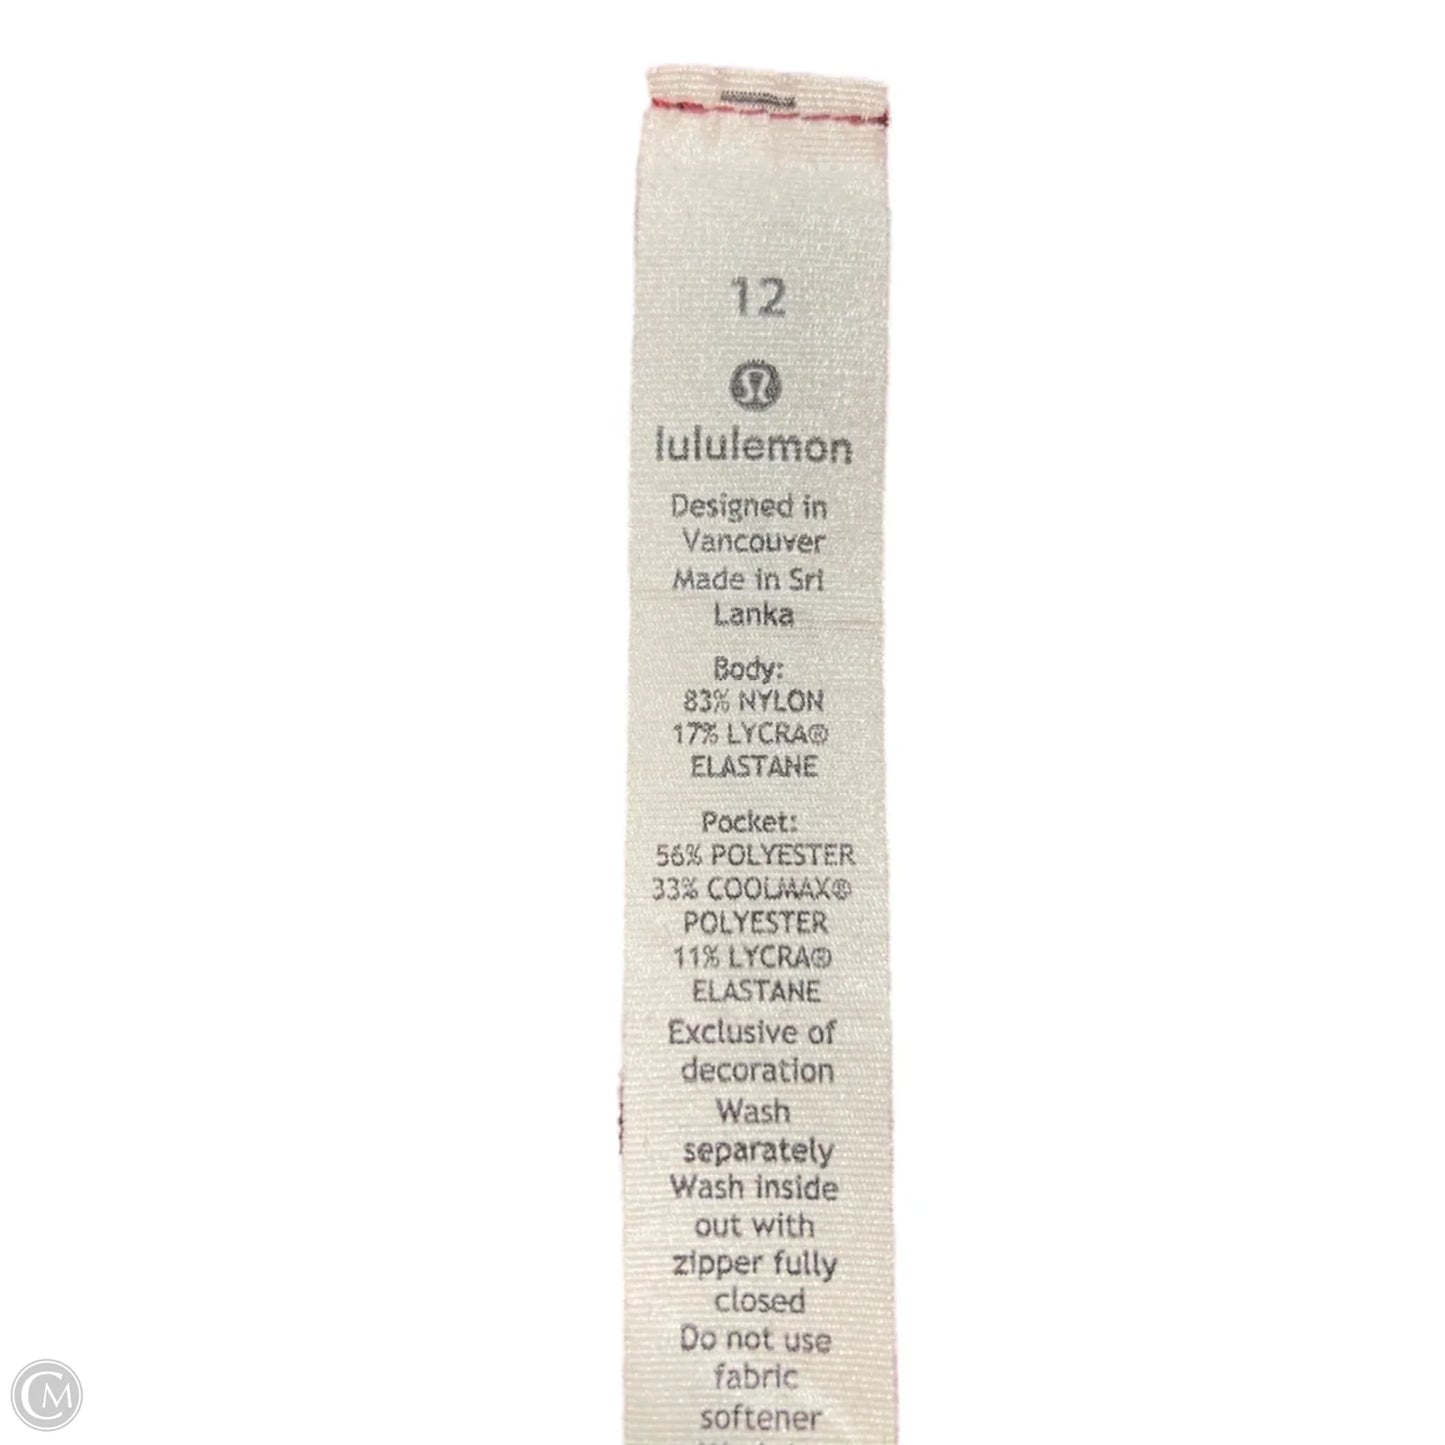 12
lululemon
Designed in
Vancouver
Made in Sri
Lanka
Body:
83% NYLON
17% LYCRA®
ELASTANE
Pocket:
56% POLYESTER
33% COOLMAX®
POLYESTER
11% LYCRA®
ELASTANE
Exclusive of
decoration
Wash
separately
Wash inside
out with
zipper fully
closed
Do not use
fabric
softener
CM